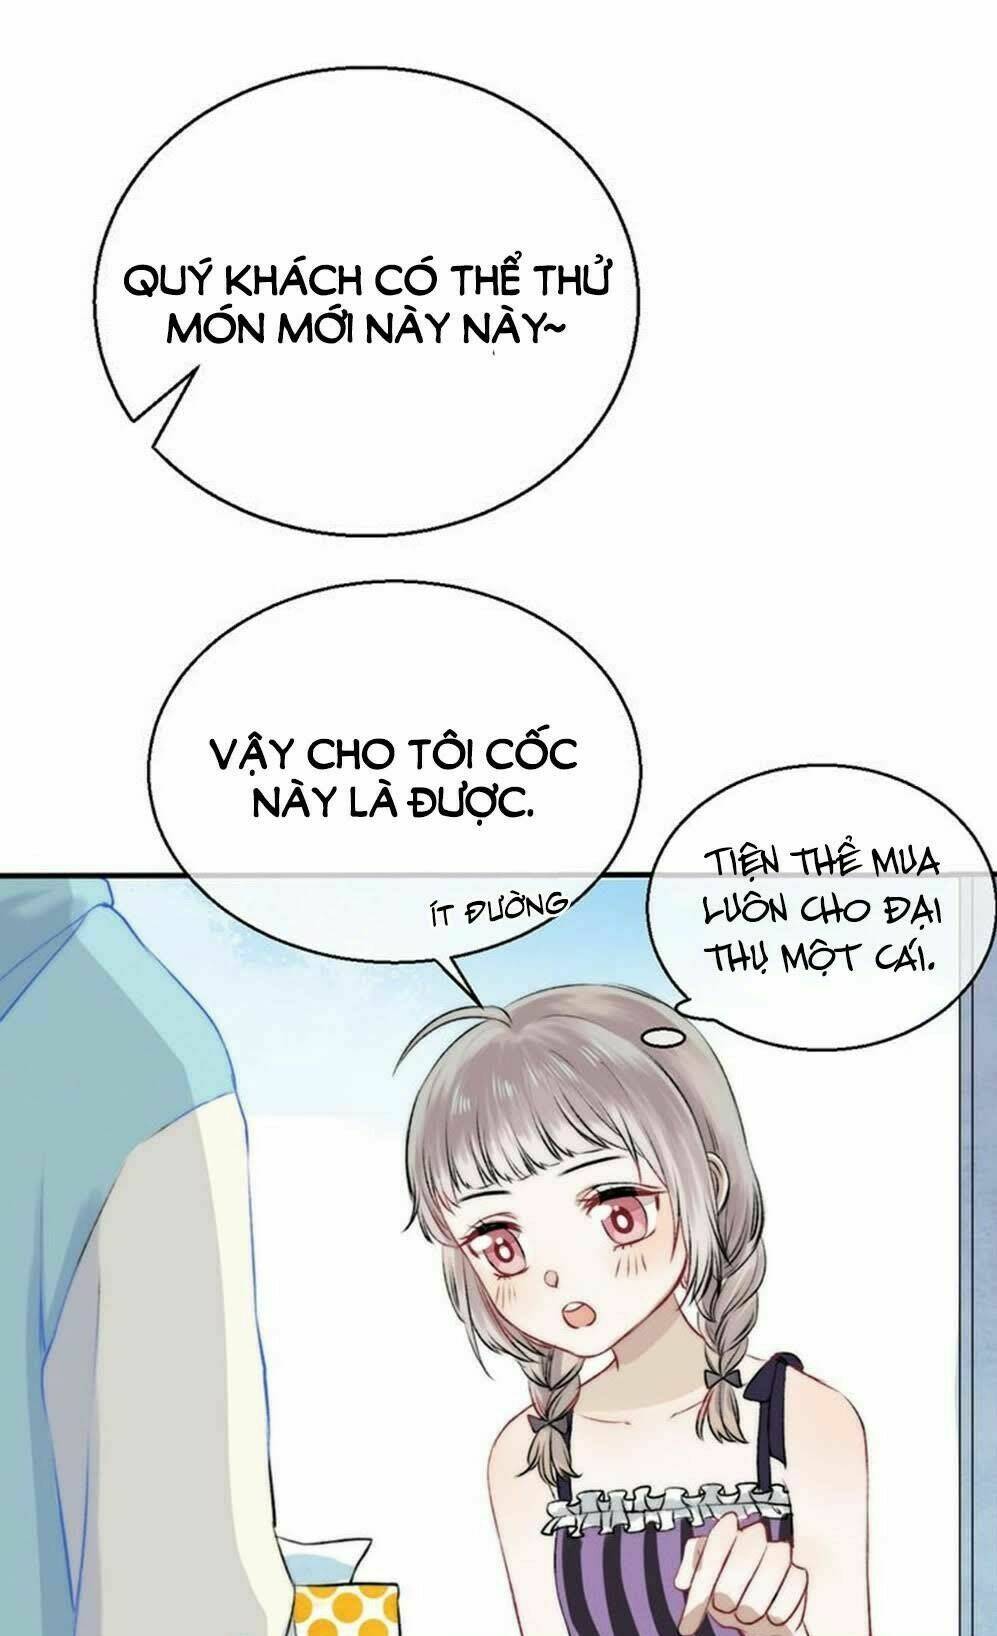 QUÝ KHÁCH CÓ THỂ THỬ
MÓN MỚI NÀY NÀY~
VẬY CHO TÔI CỐC
NÀY LÀ ĐƯỢC.
ÍT ĐƯỜNG
TIỆN THỂ MUA
LUÔN CHO ĐẠI
THỤ MỘT CÁI.